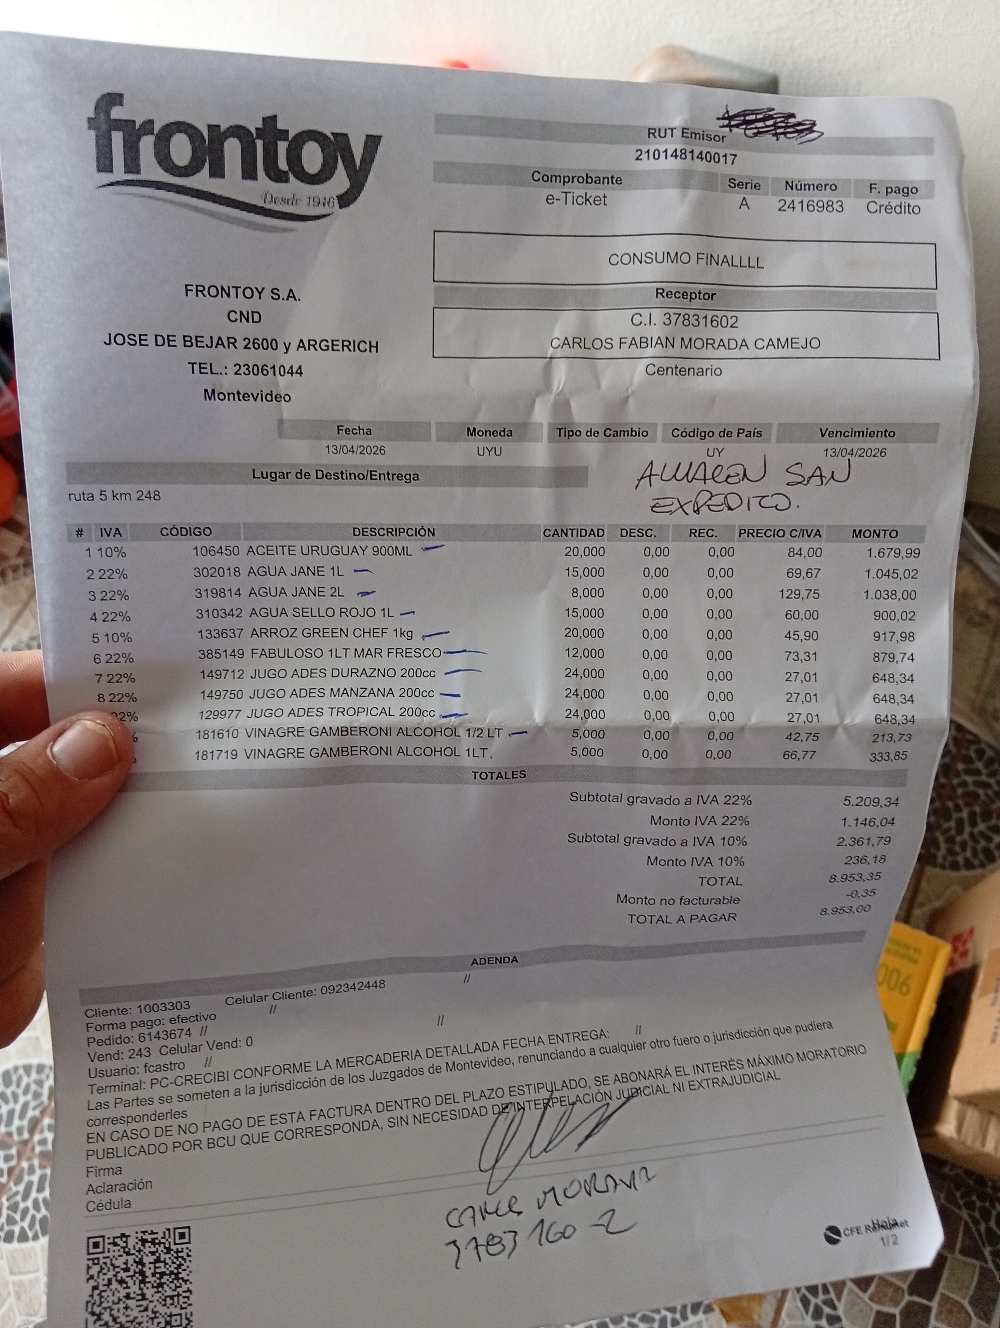 frontoy
Desde 1946
RUT Emisor
210148140017
Comprobante Serie Número F. pago
e-Ticket A 2416983 Crédito
CONSUMO FINALLLL
Receptor
C.I. 37831602
CARLOS FABIAN MORADA CAMEJO
Centenario
FRONTOY S.A.
CND
JOSE DE BEJAR 2600 y ARGERICH
TEL.: 23061044
Montevideo
Fecha Moneda Tipo de Cambio Código de País Vencimiento
13/04/2026 UYU UY 13/04/2026
Lugar de Destino/Entrega
ruta 5 km 248
ALMACEN SAN
EXPEDITO.
# IVA CÓDIGO DESCRIPCIÓN CANTIDAD DESC. REC. PRECIO C/IVA MONTO
1 10% 106450 ACEITE URUGUAY 900ML 20,000 0,00 0,00 84,00 1.679,99
2 22% 302018 AGUA JANE 1L 15,000 0,00 0,00 69,67 1.045,02
3 22% 319814 AGUA JANE 2L 8,000 0,00 0,00 129,75 1.038,00
4 22% 310342 AGUA SELLO ROJO 1L 15,000 0,00 0,00 60,00 900,02
5 10% 133637 ARROZ GREEN CHEF 1kg 20,000 0,00 0,00 45,90 917,98
6 22% 385149 FABULOSO 1LT MAR FRESCO 12,000 0,00 0,00 73,31 879,74
7 22% 149712 JUGO ADES DURAZNO 200cc 24,000 0,00 0,00 27,01 648,34
8 22% 149750 JUGO ADES MANZANA 200cc 24,000 0,00 0,00 27,01 648,34
22% 129977 JUGO ADES TROPICAL 200cc 24,000 0,00 0,00 27,01 648,34
% 181610 VINAGRE GAMBERONI ALCOHOL 1/2 LT 5,000 0,00 0,00 42,75 213,73
181719 VINAGRE GAMBERONI ALCOHOL 1LT. 5,000 0,00 0,00 66,77 333,85
TOTALES
Subtotal gravado a IVA 22% 5.209,34
Monto IVA 22% 1.146,04
Subtotal gravado a IVA 10% 2.361,79
Monto IVA 10% 236,18
TOTAL 8.953,35
Monto no facturable -0,35
TOTAL A PAGAR 8.953,00
ADENDA
Cliente: 1003303 Celular Cliente: 092342448 //
Forma pago: efectivo //
Pedido: 6143674 // //
Vend: 243 Celular Vend: 0
Usuario: fcastro //
Terminal: PC-CRECIBI CONFORME LA MERCADERIA DETALLADA FECHA ENTREGA: //
Las Partes se someten a la jurisdicción de los Juzgados de Montevideo, renunciando a cualquier otro fuero o jurisdicción que pudiera
corresponderles
EN CASO DE NO PAGO DE ESTA FACTURA DENTRO DEL PLAZO ESTIPULADO, SE ABONARÁ EL INTERÉS MÁXIMO MORATORIO
PUBLICADO POR BCU QUE CORRESPONDA, SIN NECESIDAD DE INTERPELACIÓN JUDICIAL NI EXTRAJUDICIAL
Firma
Aclaración
Cédula
3783160-2
CFE
Hoja
1/2
006